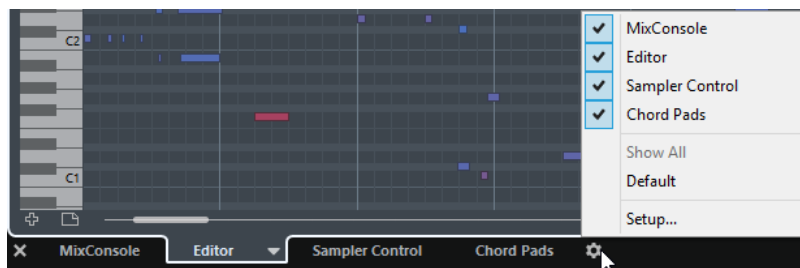 C2
C1
MixConsole
Editor
Sampler Control
Chord Pads
Show All
Default
Setup...
MixConsole Editor Sampler Control Chord Pads